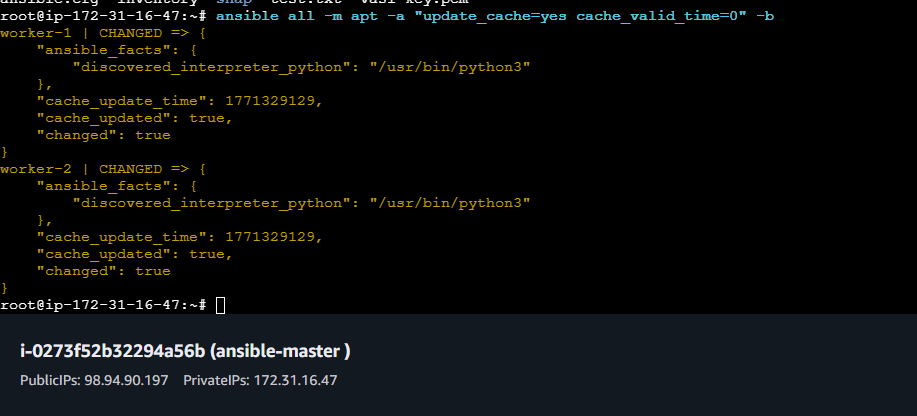 ansible.cfg inventory snap test.txt vasi-key.pem
root@ip-172-31-16-47:~# ansible all -m apt -a "update_cache=yes cache_valid_time=0" -b
worker-1 | CHANGED => {
    "ansible_facts": {
        "discovered_interpreter_python": "/usr/bin/python3"
    },
    "cache_update_time": 1771329129,
    "cache_updated": true,
    "changed": true
}
worker-2 | CHANGED => {
    "ansible_facts": {
        "discovered_interpreter_python": "/usr/bin/python3"
    },
    "cache_update_time": 1771329129,
    "cache_updated": true,
    "changed": true
}
root@ip-172-31-16-47:~#
i-0273f52b32294a56b (ansible-master )
PublicIPs: 98.94.90.197 PrivateIPs: 172.31.16.47